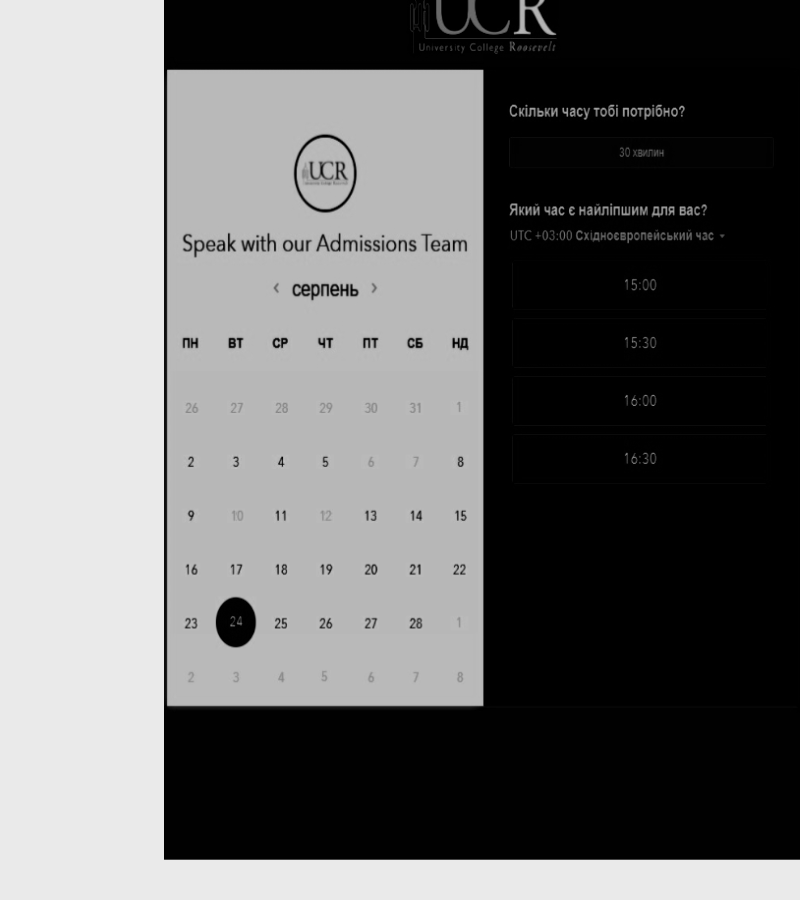 UCR
University College Roosevelt
UCR
Speak with our Admissions Team
серпень
ПН ВТ СР ЧТ ПТ СБ НД
26 27 28 29 30 31 1
2 3 4 5 6 7 8
9 10 11 12 13 14 15
16 17 18 19 20 21 22
23 24 25 26 27 28 1
2 3 4 5 6 7 8
Скільки часу тобі потрібно?
30 хвилин
Який час є найліпшим для вас?
UTC +03:00 Східноєвропейський час
15:00
15:30
16:00
16:30